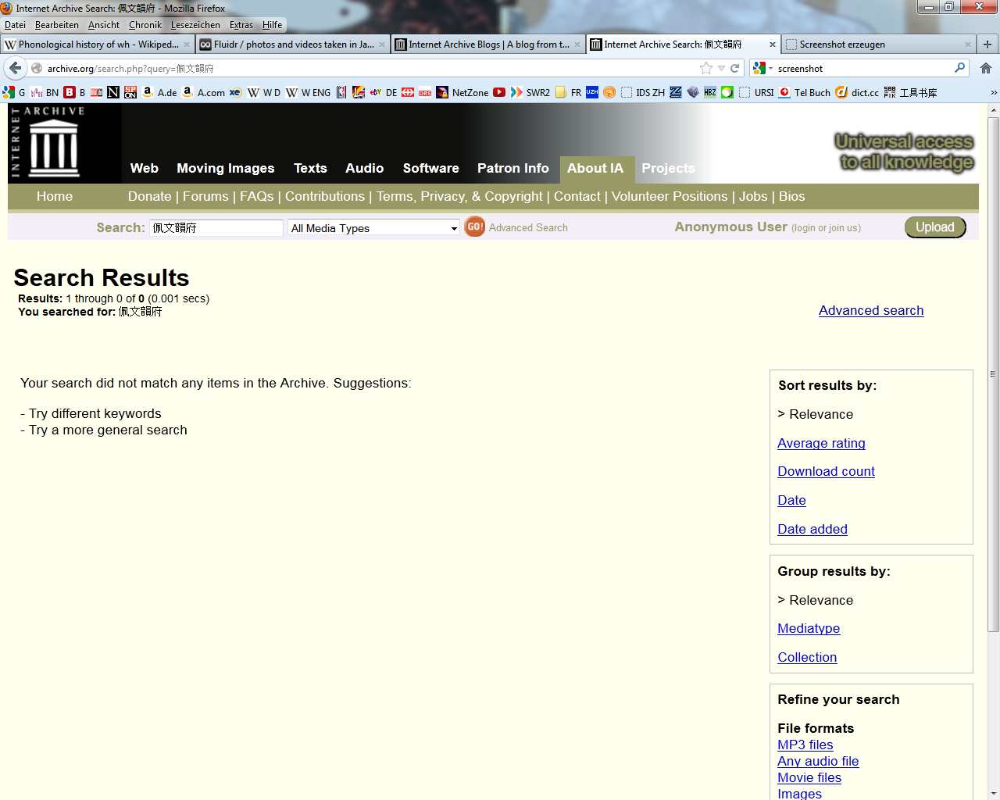 Internet Archive Search: 佩文韻府 - Mozilla Firefox
Datei Bearbeiten Ansicht Chronik Lesezeichen Extras Hilfe
Phonological history of wh - Wikiped... Fluidr / photos and videos taken in Ja... Internet Archive Blogs | A blog from t... Internet Archive Search: 佩文韻府 Screenshot erzeugen
archive.org/search.php?query=佩文韻府 screenshot
G BN B A.de A.com W D W ENG DE NetZone SWR2 FR UZH IDS ZH HBZ URSI Tel Buch dict.cc 工具书库 »
INTERNET ARCHIVE
Universal access
to all knowledge
Web Moving Images Texts Audio Software Patron Info About IA Projects
Home Donate | Forums | FAQs | Contributions | Terms, Privacy, & Copyright | Contact | Volunteer Positions | Jobs | Bios
Search: 佩文韻府 All Media Types GO! Advanced Search Anonymous User (login or join us) Upload
Search Results
Results: 1 through 0 of 0 (0.001 secs)
You searched for: 佩文韻府
Advanced search
Your search did not match any items in the Archive. Suggestions:
- Try different keywords
- Try a more general search
Sort results by:
> Relevance
Average rating
Download count
Date
Date added
Group results by:
> Relevance
Mediatype
Collection
Refine your search
File formats
MP3 files
Any audio file
Movie files
Images